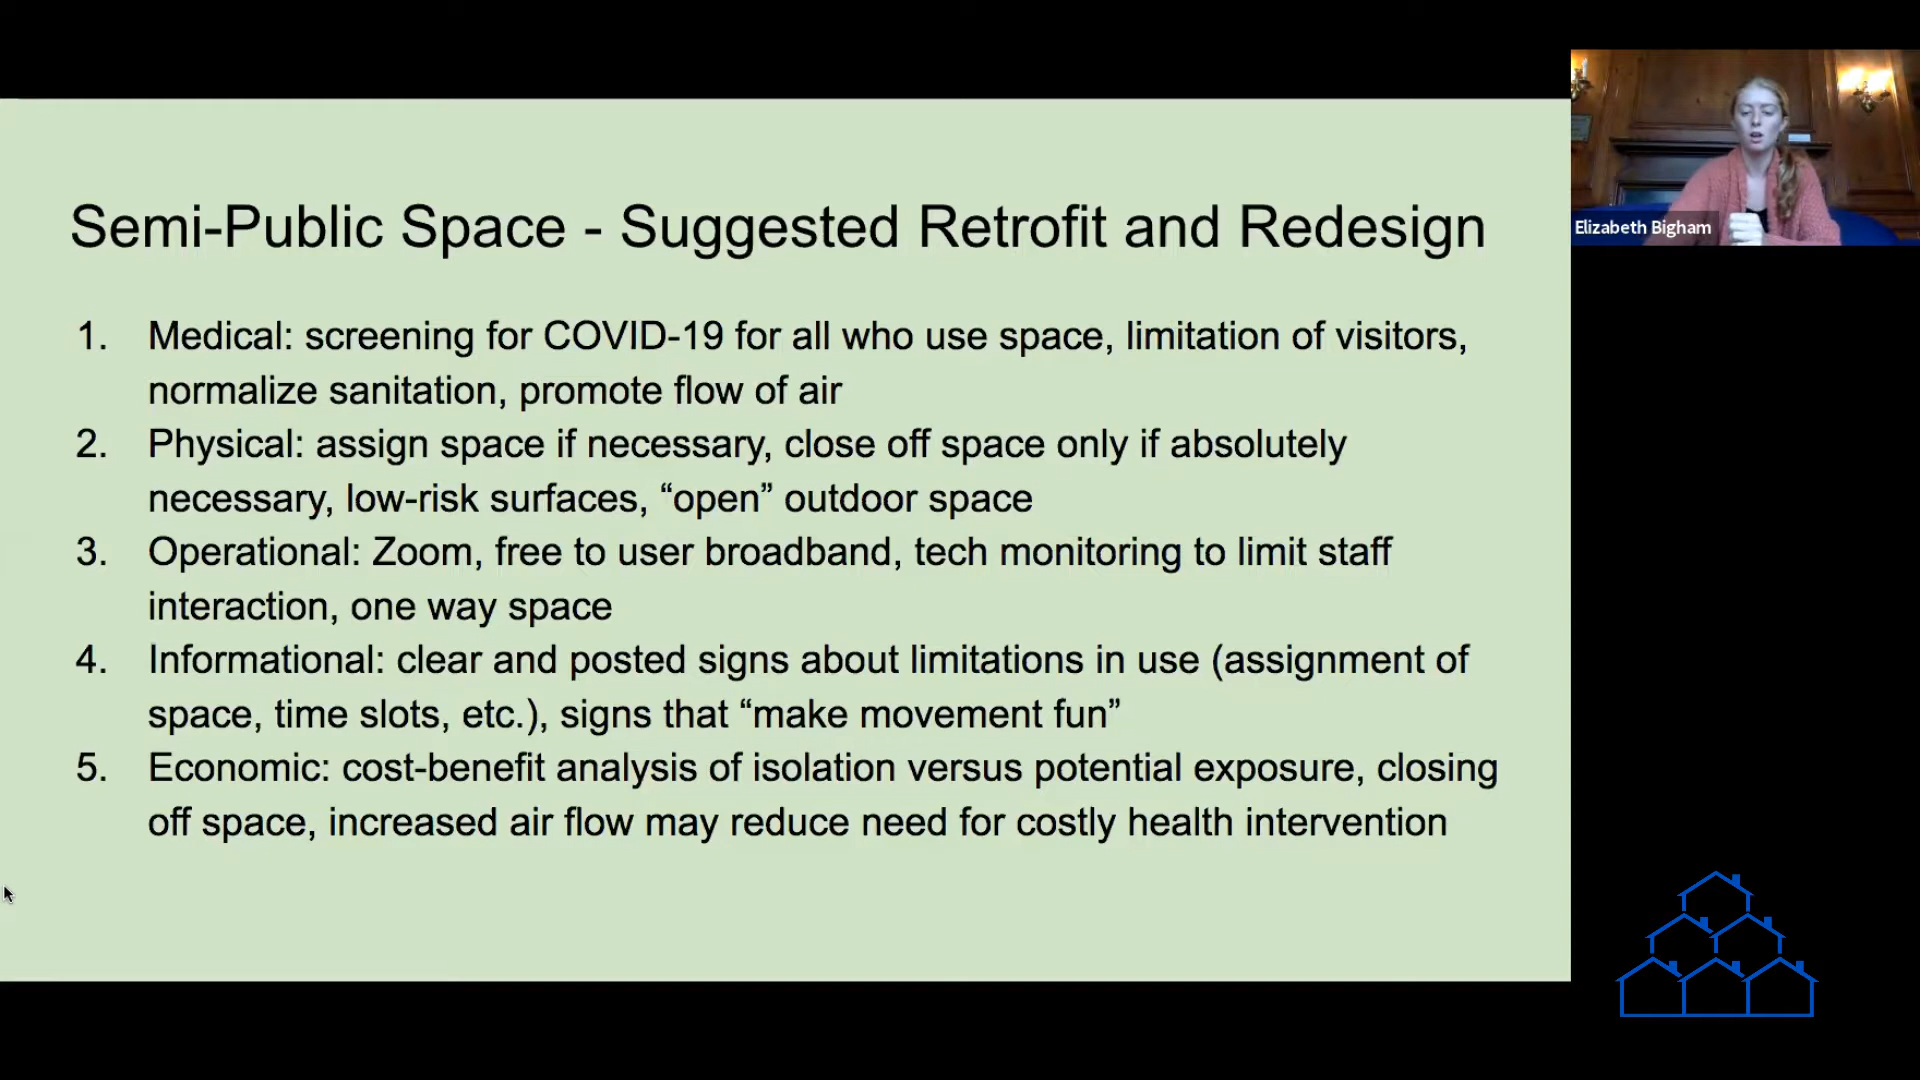 Semi-Public Space - Suggested Retrofit and Redesign
1. Medical: screening for COVID-19 for all who use space, limitation of visitors,
normalize sanitation, promote flow of air
2. Physical: assign space if necessary, close off space only if absolutely
necessary, low-risk surfaces, “open” outdoor space
3. Operational: Zoom, free to user broadband, tech monitoring to limit staff
interaction, one way space
4. Informational: clear and posted signs about limitations in use (assignment of
space, time slots, etc.), signs that “make movement fun”
5. Economic: cost-benefit analysis of isolation versus potential exposure, closing
off space, increased air flow may reduce need for costly health intervention
Elizabeth Bigham